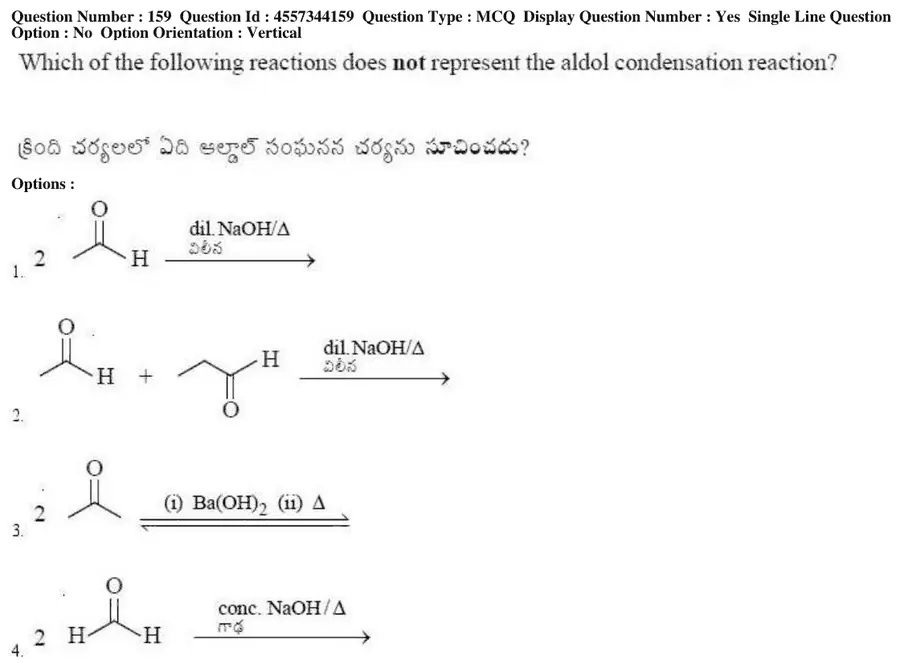 Question Number : 159 Question Id : 4557344159 Question Type : MCQ Display Question Number : Yes Single Line Question
Option : No Option Orientation : Vertical
Which of the following reactions does not represent the aldol condensation reaction?
క్రింది చర్యలలో ఏది ఆల్డాల్ సంఘనన చర్యను సూచించదు?
Options :
1. 2 O H dil. NaOH/Δ
విలీన
2. O H + H O dil. NaOH/Δ
విలీన
3. 2 O (i) Ba(OH)2 (ii) Δ
4. 2 H O H conc. NaOH/Δ
గాఢ